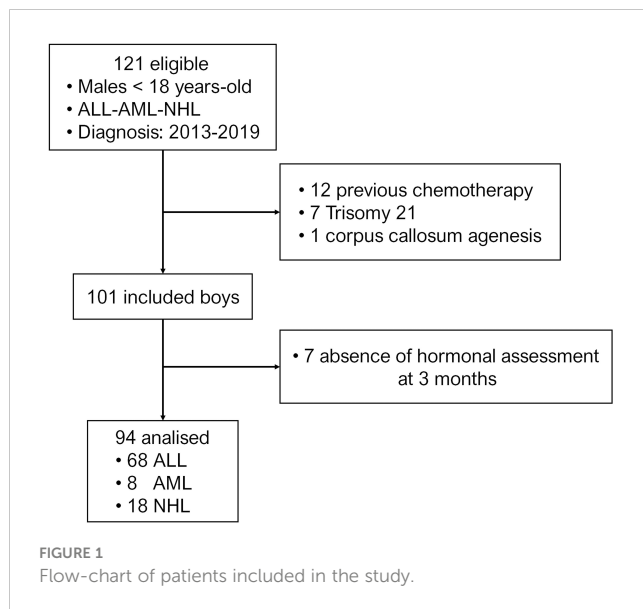 121 eligible
• Males < 18 years-old
• ALL-AML-NHL
• Diagnosis: 2013-2019
• 12 previous chemotherapy
• 7 Trisomy 21
• 1 corpus callosum agenesis
101 included boys
• 7 absence of hormonal assessment
at 3 months
94 analised
• 68 ALL
• 8 AML
• 18 NHL
FIGURE 1
Flow-chart of patients included in the study.